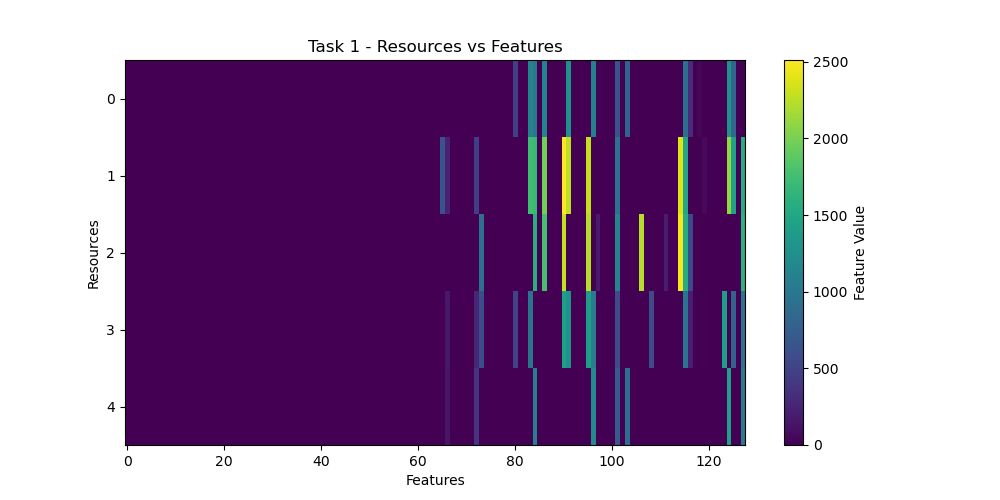 Task 1 - Resources vs Features
Resources
0
1
2
3
4
0 20 40 60 80 100 120
Features
2500
2000
1500
1000
500
0
Feature Value